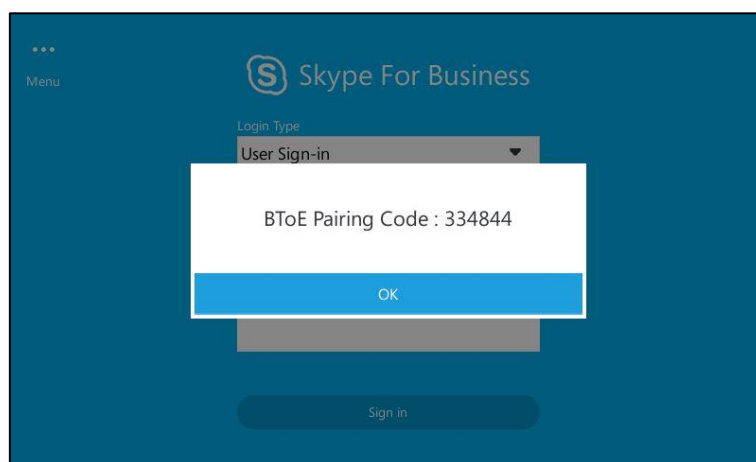 Menu
Skype For Business
Login Type
User Sign-in
BToE Pairing Code : 334844
OK
Sign in